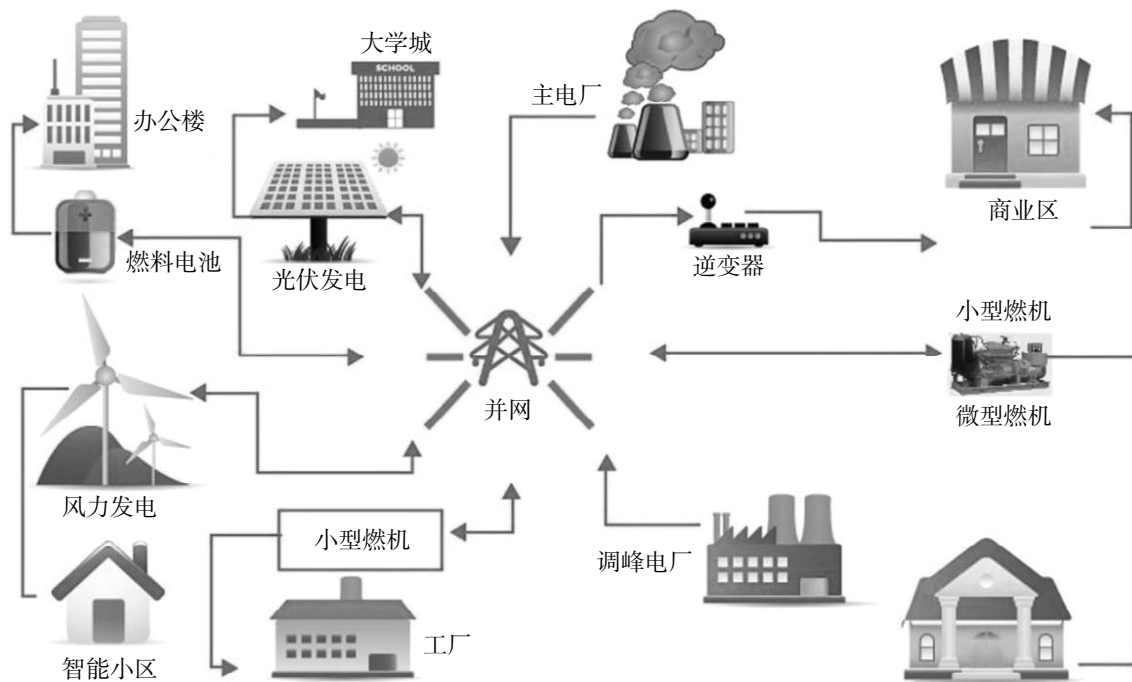 大学城
SCHOOL
主电厂
办公楼
商业区
燃料电池
光伏发电
逆变器
小型燃机
并网
微型燃机
风力发电
小型燃机
调峰电厂
工厂
智能小区